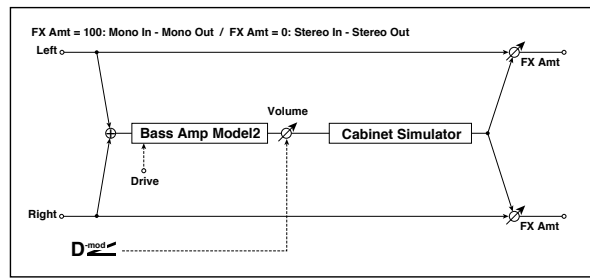 FX Amt = 100: Mono In - Mono Out / FX Amt = 0: Stereo In - Stereo Out
Left
FX Amt
Volume
Bass Amp Model2
Cabinet Simulator
Drive
Right
FX Amt
D-mod